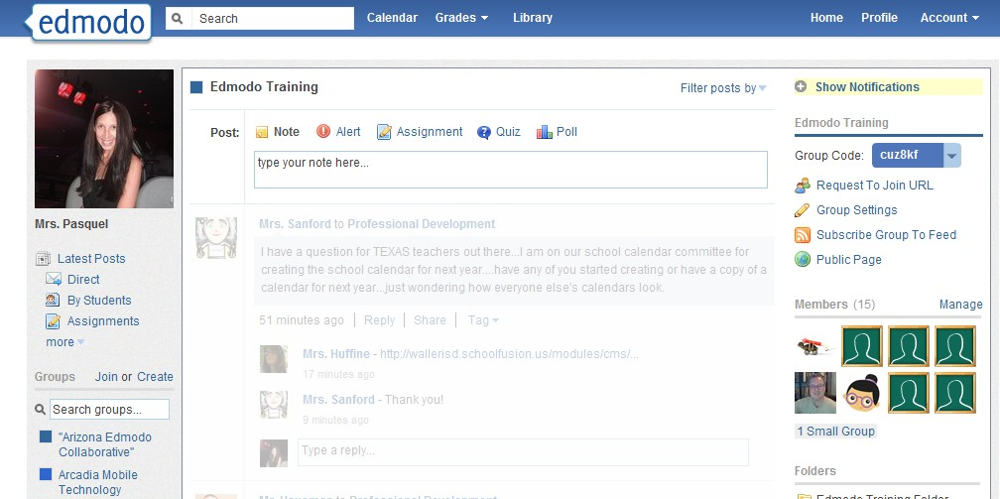 edmodo
Search
Calendar
Grades
Library
Home
Profile
Account
Mrs. Pasquel
Latest Posts
Direct
By Students
Assignments
more
Groups
Join or Create
Search groups...
"Arizona Edmodo
Collaborative"
Arcadia Mobile
Technology
Edmodo Training
Filter posts by
Post:
Note
Alert
Assignment
Quiz
Poll
type your note here...
Mrs. Sanford to Professional Development
I have a question for TEXAS teachers out there...I am on our school calendar committee for
creating the school calendar for next year....have any of you started creating or have a copy of a
calendar for next year...just wondering how everyone else's calendars look.
51 minutes ago
Reply
Share
Tag
Mrs. Huffine - http://wallerisd.schoolfusion.us/modules/cms/...
17 minutes ago
Mrs. Sanford - Thank you!
9 minutes ago
Type a reply...
to Professional Development
Show Notifications
Edmodo Training
Group Code: cuz8kf
Request To Join URL
Group Settings
Subscribe Group To Feed
Public Page
Members (15)
Manage
1 Small Group
Folders
Edmodo Training Folder